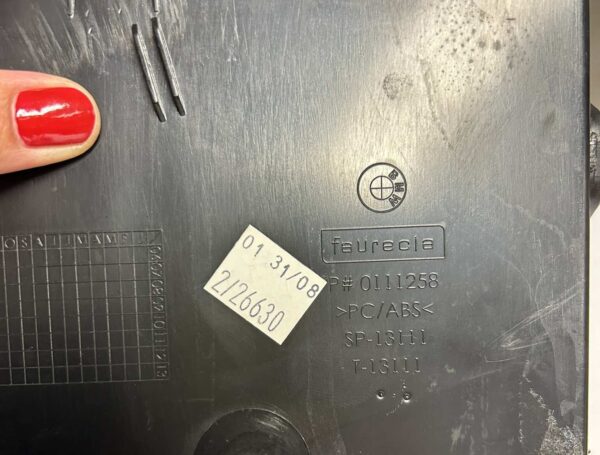 BMW
faurecia
P# 0111258
>PC/ABS<
SP-13111
T-13111
01 31/08
2/26630